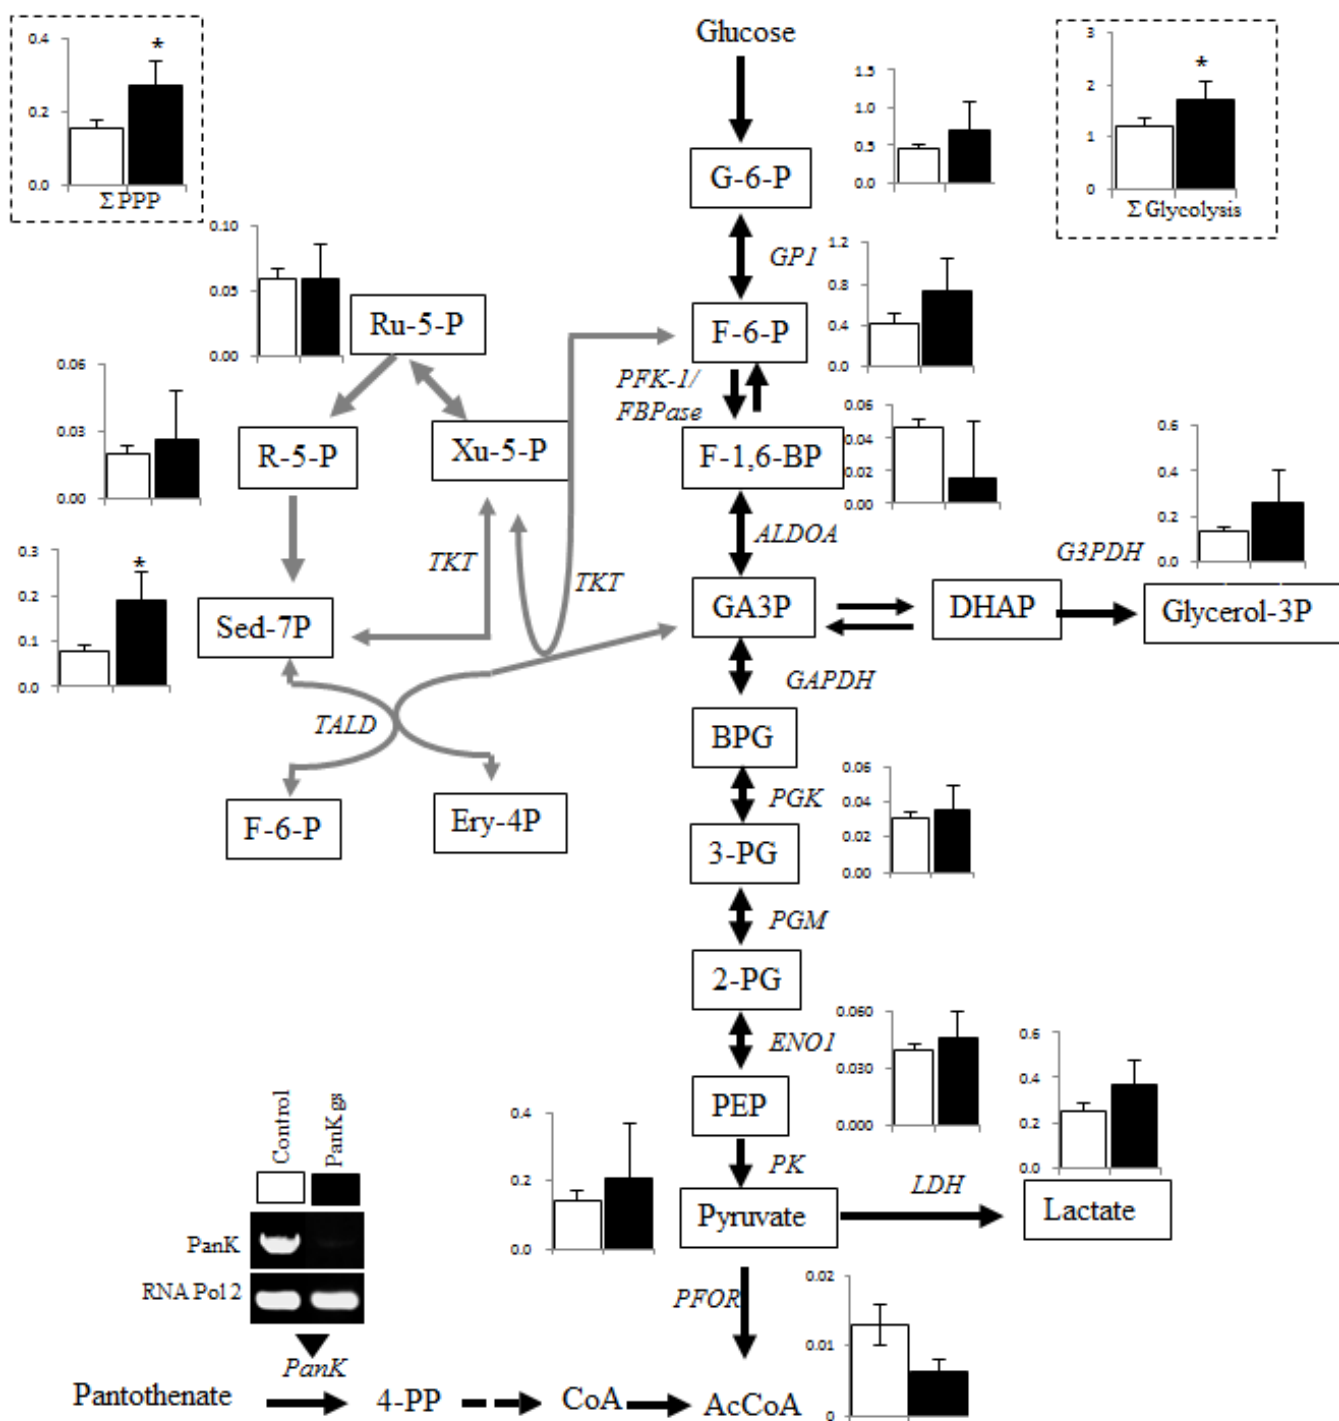 0.4
0.2
0.0
*
Σ PPP
Glucose
1.5
1.0
0.5
0.0
3
2
1
0
*
Σ Glycolysis
G-6-P
GP1
0.10
0.05
0.00
Ru-5-P
F-6-P
1.2
0.8
0.4
0.0
PFK-1/
FBPase
0.06
0.03
0.00
R-5-P
Xu-5-P
F-1,6-BP
0.06
0.04
0.02
0.00
ALDOA
0.6
0.4
0.2
0.0
G3PDH
0.3
0.2
0.1
0.0
*
Sed-7P
TKT
TKT
GA3P
DHAP
Glycerol-3P
GAPDH
TALD
BPG
PGK
F-6-P
Ery-4P
3-PG
0.06
0.04
0.02
0.00
PGM
2-PG
ENO1
0.060
0.030
0.000
0.6
0.4
0.2
0.0
PEP
PK
0.4
0.2
0.0
Pyruvate
LDH
Lactate
Control
PanK gs
PanK
RNA Pol 2
PFOR
0.02
0.01
0
PanK
Pantothenate
4-PP
CoA
AcCoA